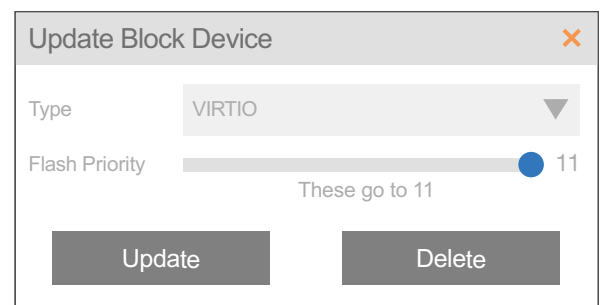 Update Block Device ×
Type VIRTIO
Flash Priority 11
These go to 11
Update Delete